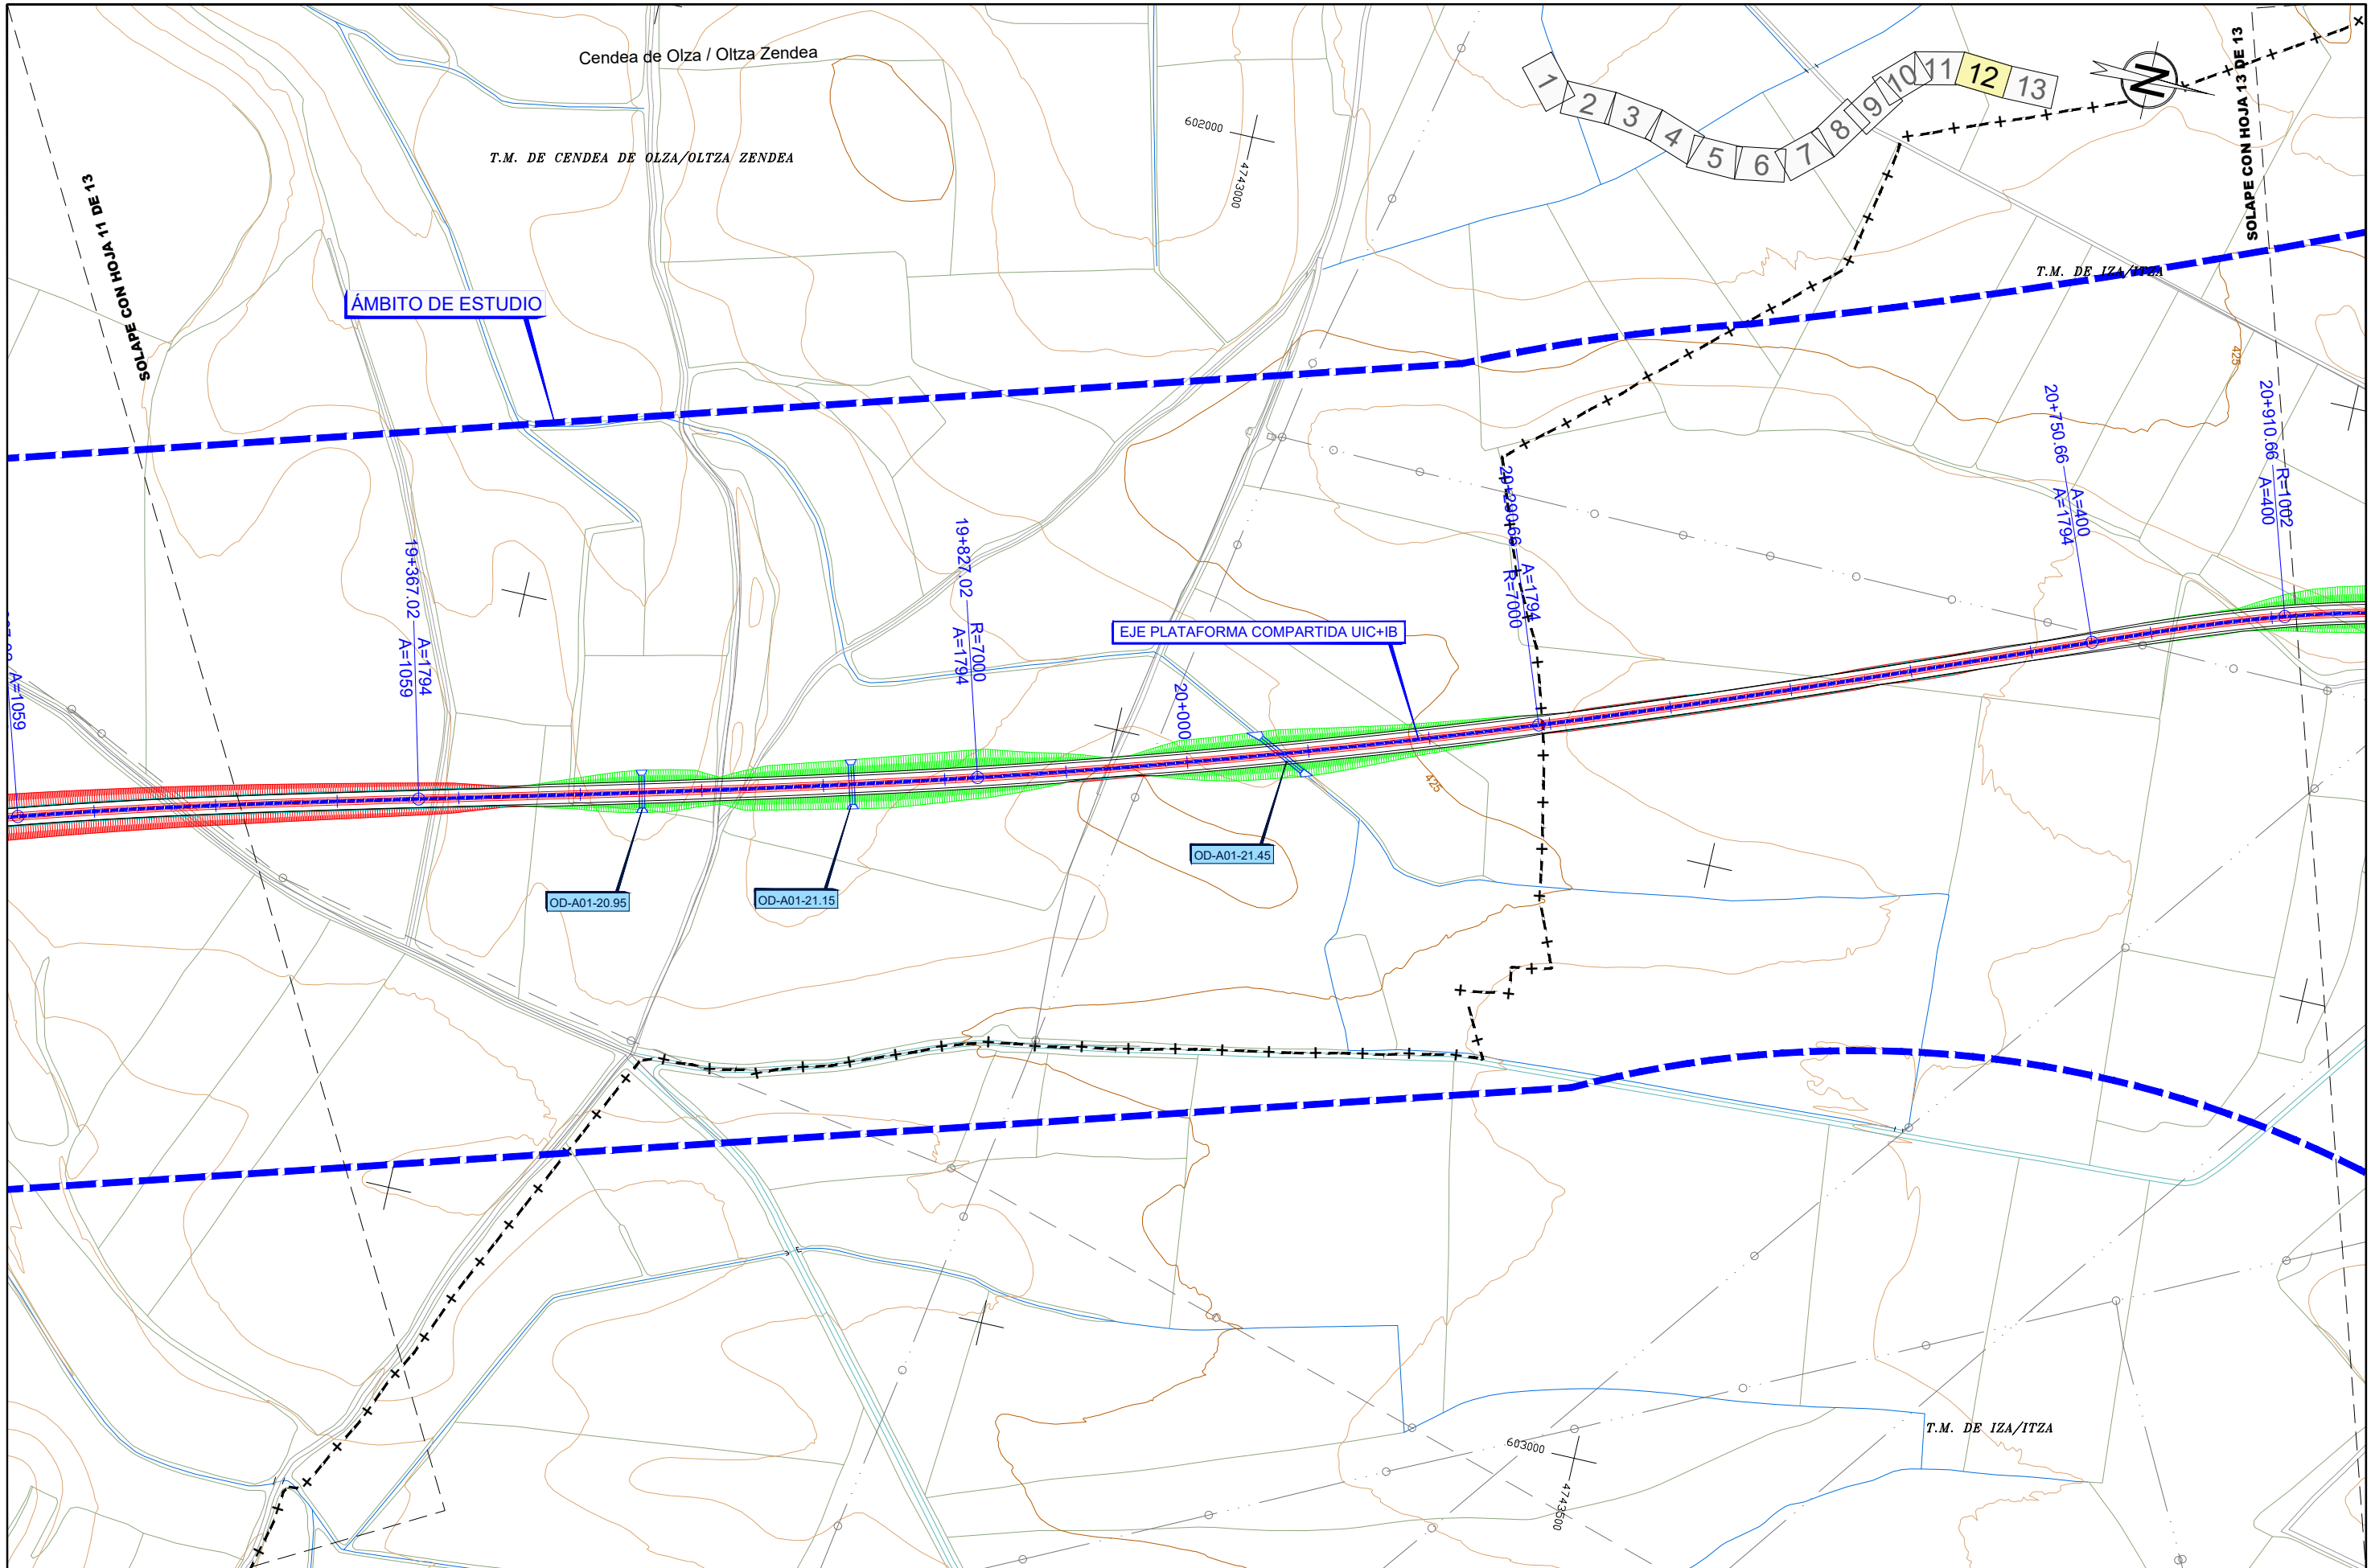 Cendea de Olza / Oltza Zendea
T.M. DE CENDEA DE OLZA/OLTZA ZENDEA
SOLAPE CON HOJA 11 DE 13
ÁMBITO DE ESTUDIO
602000
4743000
1
2
3
4
5
6
7
8
9
10
11
12
13
N
SOLAPE CON HOJA 13 DE 13
T.M. DE IZA/ITZA
425
A=1059
19+367.02
A=1794
A=1059
19+827.02
R=7000
A=1794
20+000
EJE PLATAFORMA COMPARTIDA UIC+IB
20+290.66
A=1794
R=7000
20+750.66
A=400
A=1794
20+910.66
R=1002
A=400
425
OD-A01-20.95
OD-A01-21.15
OD-A01-21.45
603000
4743500
T.M. DE IZA/ITZA